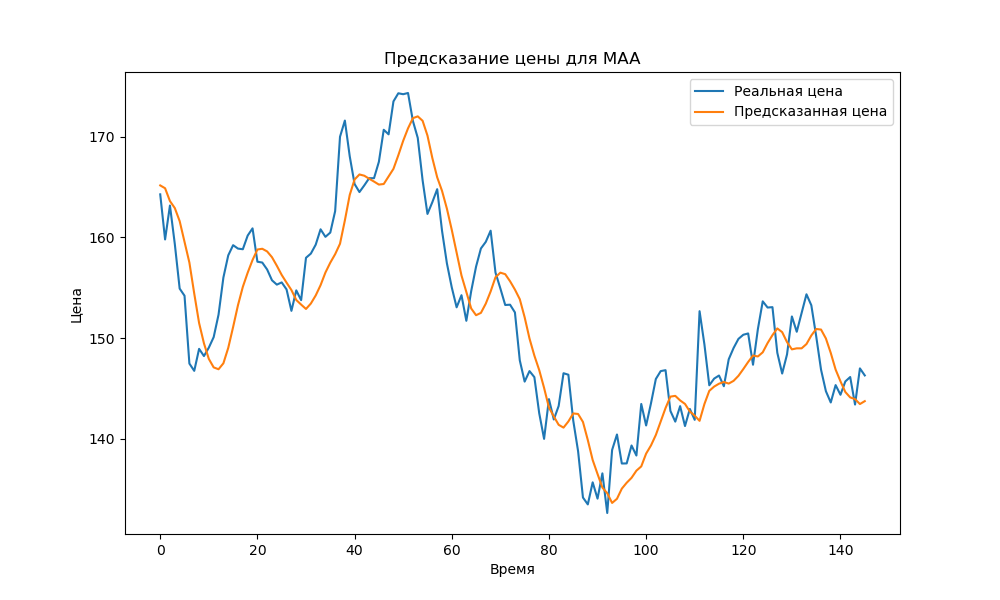 Предсказание цены для MAA
Реальная цена
Предсказанная цена
Цена
170
160
150
140
0 20 40 60 80 100 120 140
Время